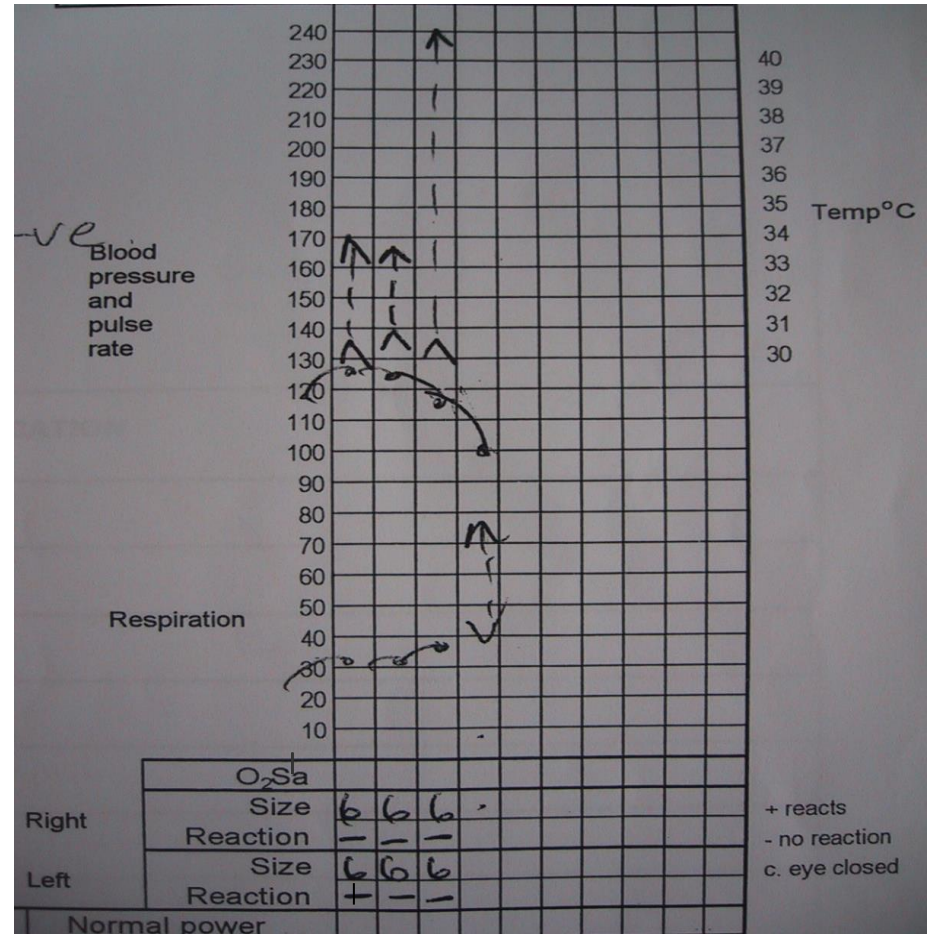 240
230 40
220 39
210 38
200 37
190 36
180 35 Temp°C
170 34
-ve
Blood
pressure
and
pulse
rate
160 33
150 32
140 31
130 30
120
110
100
90
80
70
60
50
Respiration
40
30
20
10
O₂Sa
Right
Size 6 6 6
Reaction - - -
+ reacts
- no reaction
c. eye closed
Left
Size 6 6 6
Reaction + - -
Normal power